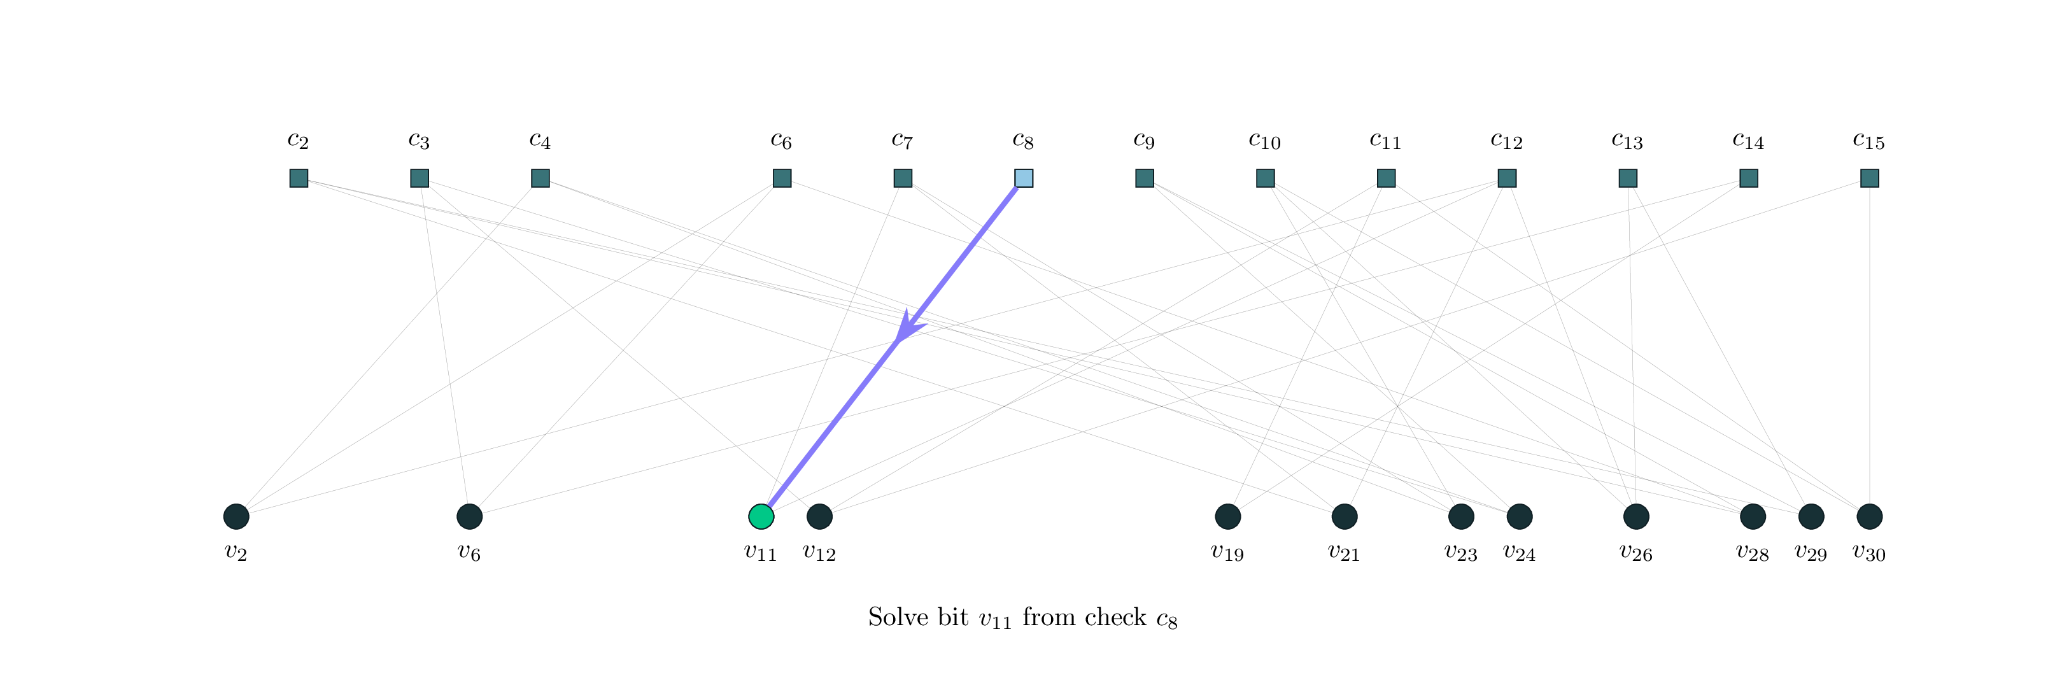 c₂ c₃ c₄ c₆ c₇ c₈ c₉ c₁₀ c₁₁ c₁₂ c₁₃ c₁₄ c₁₅
v₂ v₆ v₁₁ v₁₂ v₁₉ v₂₁ v₂₃ v₂₄ v₂₆ v₂₈ v₂₉ v₃₀
Solve bit v₁₁ from check c₈